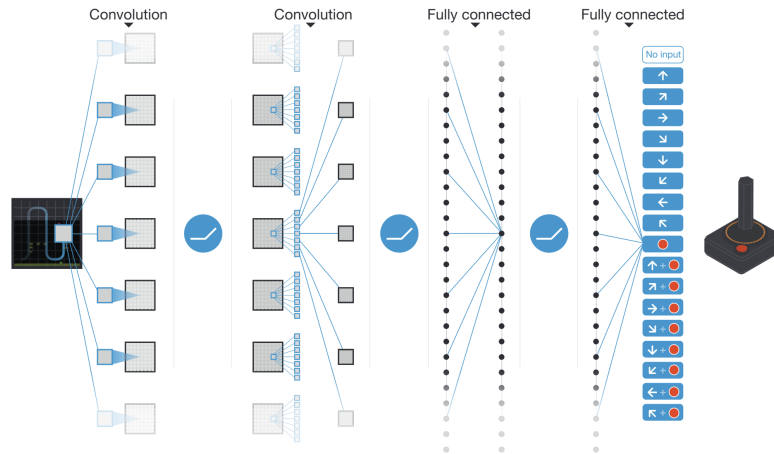 Convolution
Convolution
Fully connected
Fully connected
No input
+
+
+
+
+
+
+
+